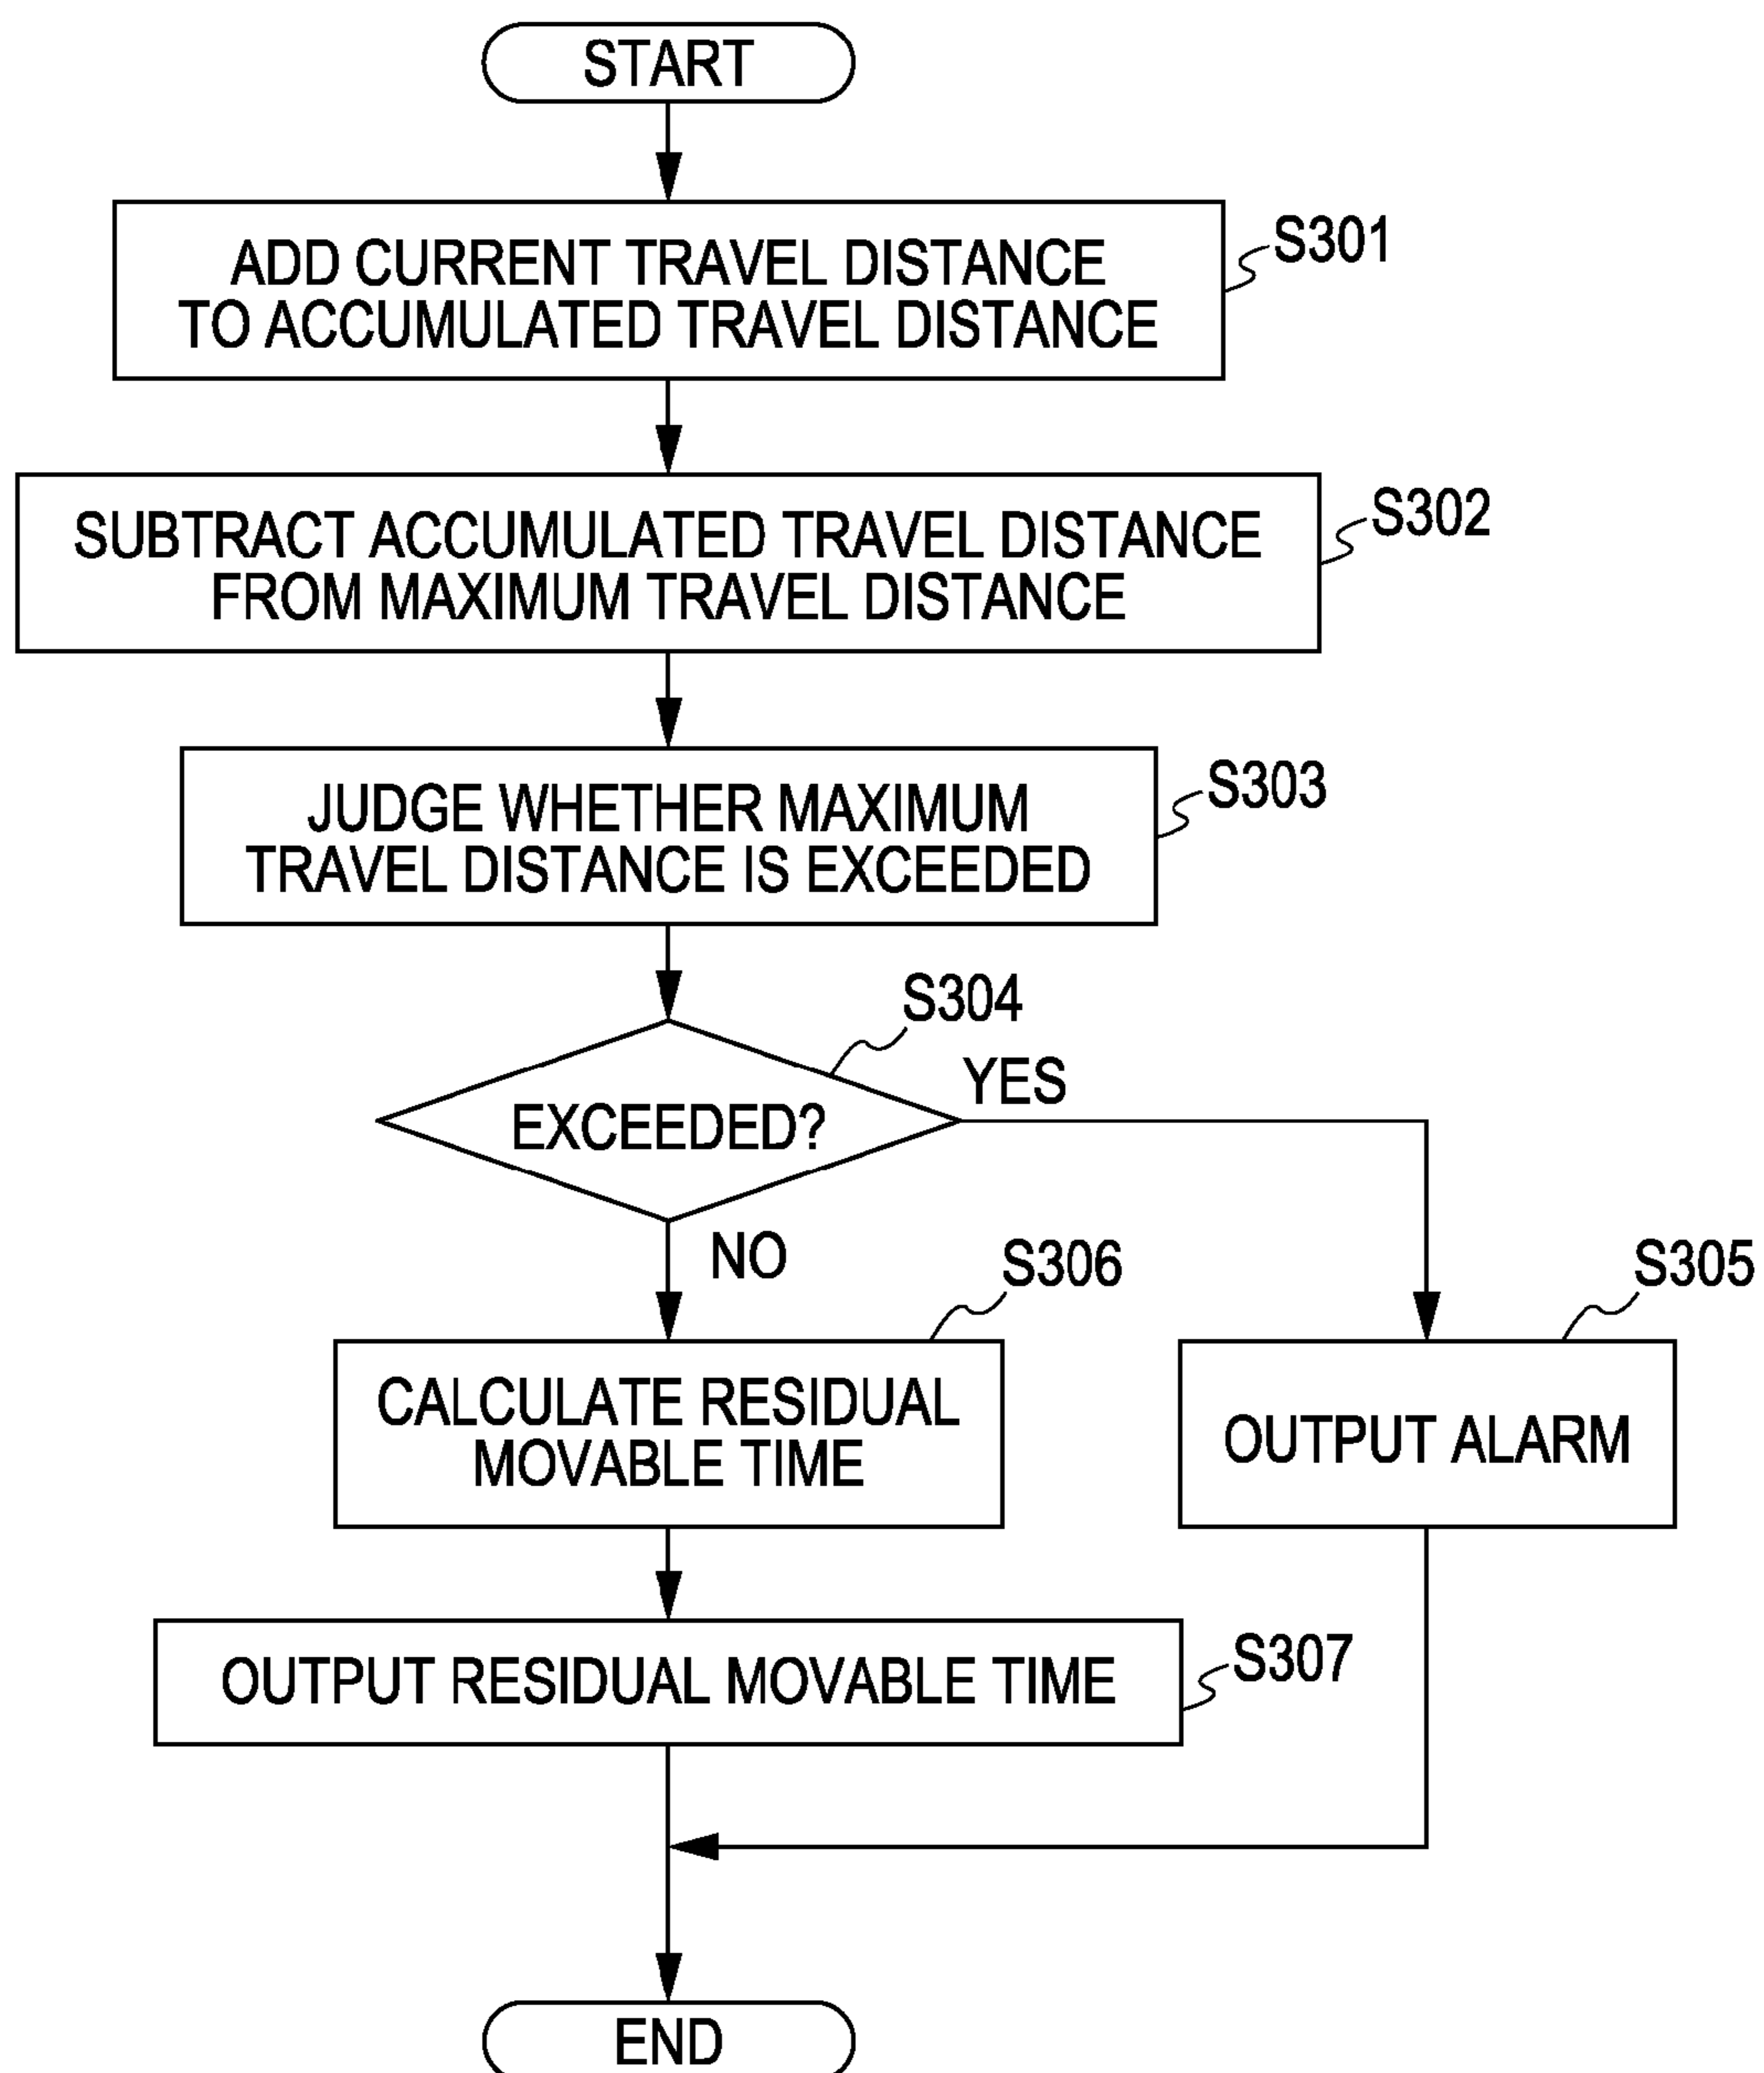 START
ADD CURRENT TRAVEL DISTANCE
TO ACCUMULATED TRAVEL DISTANCE
S301
SUBTRACT ACCUMULATED TRAVEL DISTANCE
FROM MAXIMUM TRAVEL DISTANCE
S302
JUDGE WHETHER MAXIMUM
TRAVEL DISTANCE IS EXCEEDED
S303
S304
EXCEEDED?
YES
NO
S306
S305
CALCULATE RESIDUAL
MOVABLE TIME
OUTPUT ALARM
OUTPUT RESIDUAL MOVABLE TIME
S307
END